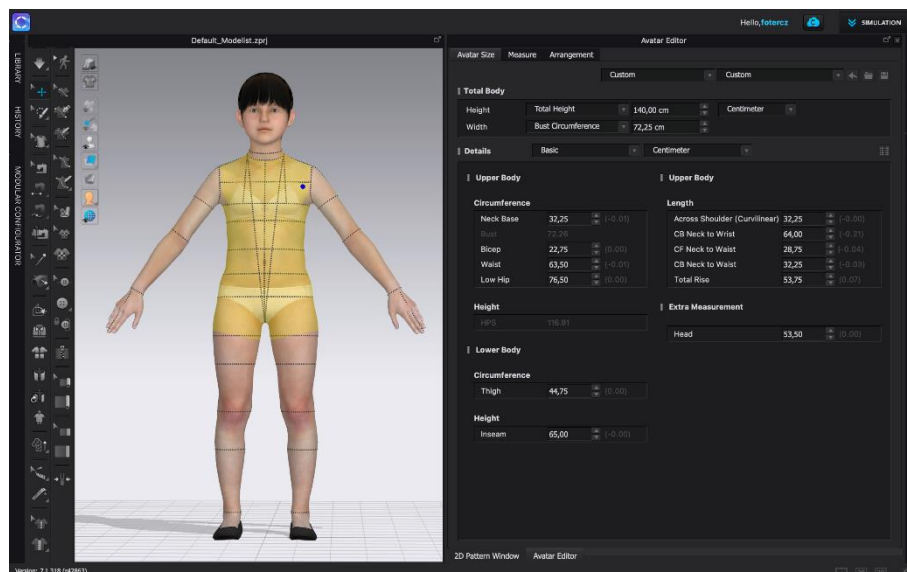 Hello,fotercz
SIMULATION
Default_Modelist.zprj
Avatar Editor
LIBRARY
HISTORY
MODULAR CONFIGURATOR
Avatar Size Measure Arrangement
Custom Custom
Total Body
Height Total Height 140,00 cm Centimeter
Width Bust Circumference 72,25 cm
Details Basic Centimeter
Upper Body
Circumference
Neck Base 32,25 (-0.01)
Bust 72.26
Bicep 22,75 (0.00)
Waist 63,50 (-0.01)
Low Hip 76,50 (0.00)
Height
HPS 116.91
Lower Body
Circumference
Thigh 44,75 (0.00)
Height
Inseam 65,00 (-0.00)
Upper Body
Length
Across Shoulder (Curvilinear) 32,25 (-0.00)
CB Neck to Wrist 64,00 (-0.21)
CF Neck to Waist 28,75 (-0.04)
CB Neck to Waist 32,25
Total Rise 53,75 (0.07)
Extra Measurement
Head 53,50 (0.00)
2D Pattern Window Avatar Editor